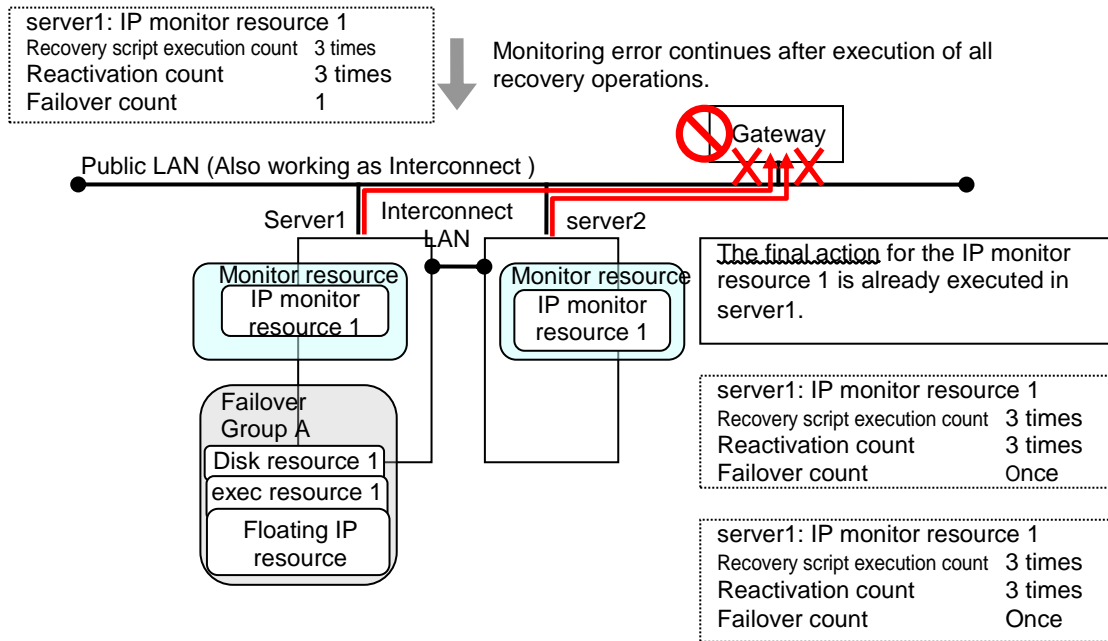 server1: IP monitor resource 1
Recovery script execution count 3 times
Reactivation count 3 times
Failover count 1
Monitoring error continues after execution of all
recovery operations.
Gateway
Public LAN (Also working as Interconnect )
Server1
Interconnect
LAN
server2
Monitor resource
IP monitor
resource 1
Monitor resource
IP monitor
resource 1
The final action for the IP monitor
resource 1 is already executed in
server1.
Failover
Group A
Disk resource 1
exec resource 1
Floating IP
resource
server1: IP monitor resource 1
Recovery script execution count 3 times
Reactivation count 3 times
Failover count Once
server1: IP monitor resource 1
Recovery script execution count 3 times
Reactivation count 3 times
Failover count Once